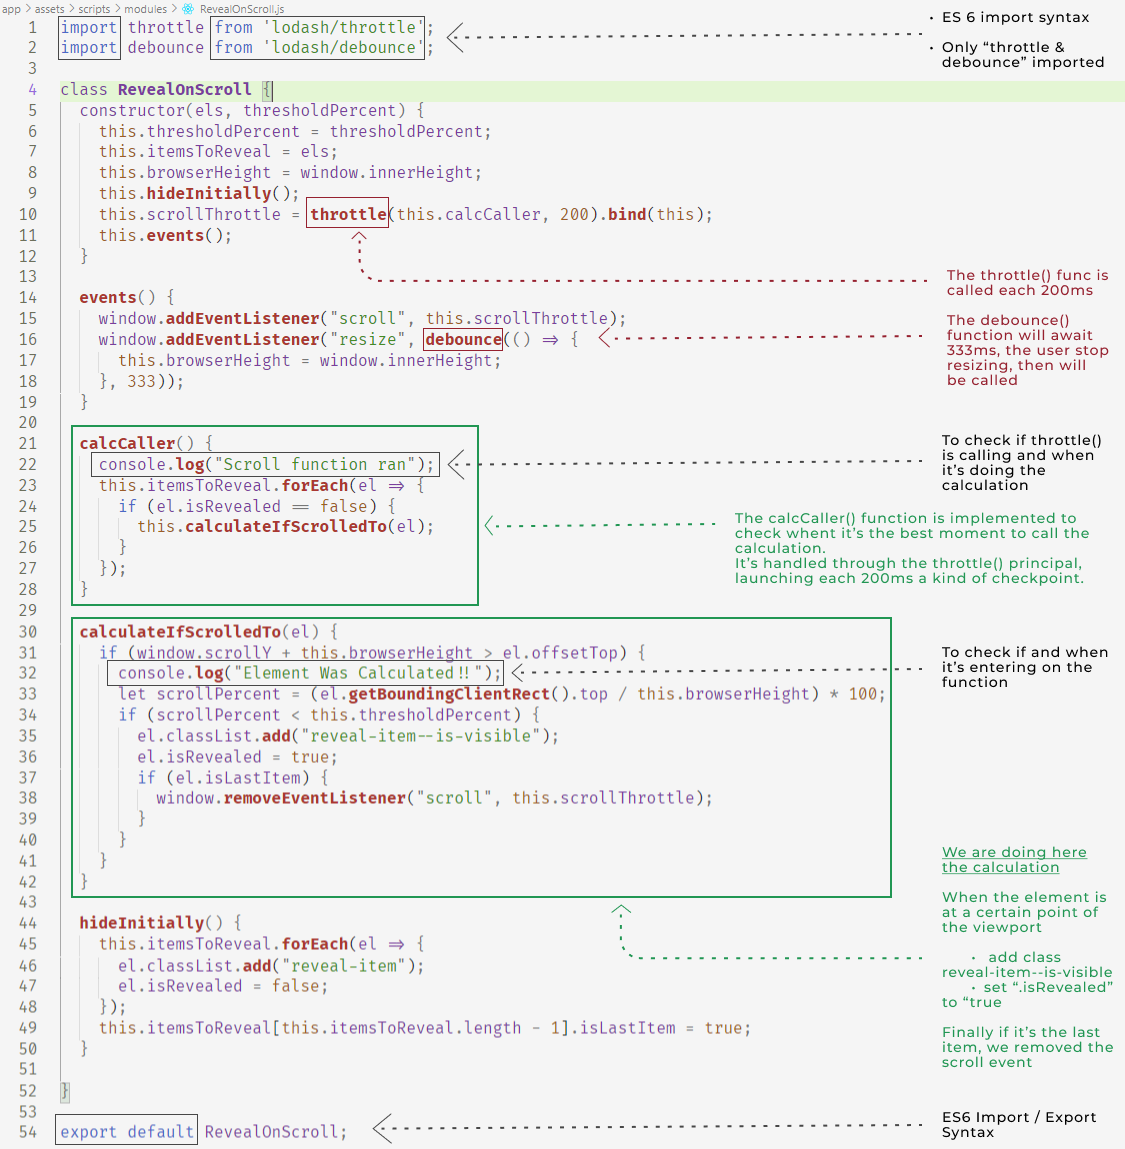 app > assets > scripts > modules > RevealOnScroll.js
1 import throttle from 'lodash/throttle';
2 import debounce from 'lodash/debounce';
3
4 class RevealOnScroll {
5 constructor(els, thresholdPercent) {
6 this.thresholdPercent = thresholdPercent;
7 this.itemsToReveal = els;
8 this.browserHeight = window.innerHeight;
9 this.hideInitially();
10 this.scrollThrottle = throttle(this.calcCaller, 200).bind(this);
11 this.events();
12 }
13
14 events() {
15 window.addEventListener("scroll", this.scrollThrottle);
16 window.addEventListener("resize", debounce(() => {
17 this.browserHeight = window.innerHeight;
18 }, 333));
19 }
20
21 calcCaller() {
22 console.log("Scroll function ran");
23 this.itemsToReveal.forEach(el => {
24 if (el.isRevealed == false) {
25 this.calculateIfScrolledTo(el);
26 }
27 });
28 }
29
30 calculateIfScrolledTo(el) {
31 if (window.scrollY + this.browserHeight > el.offsetTop) {
32 console.log("Element Was Calculated!!");
33 let scrollPercent = (el.getBoundingClientRect().top / this.browserHeight) * 100;
34 if (scrollPercent < this.thresholdPercent) {
35 el.classList.add("reveal-item--is-visible");
36 el.isRevealed = true;
37 if (el.isLastItem) {
38 window.removeEventListener("scroll", this.scrollThrottle);
39 }
40 }
41 }
42 }
43
44 hideInitially() {
45 this.itemsToReveal.forEach(el => {
46 el.classList.add("reveal-item");
47 el.isRevealed = false;
48 });
49 this.itemsToReveal[this.itemsToReveal.length - 1].isLastItem = true;
50 }
51
52 }
53
54 export default RevealOnScroll;
• ES 6 import syntax
• Only “throttle &
debounce” imported
The throttle() func is
called each 200ms
The debounce()
function will await
333ms, the user stop
resizing, then will
be called
To check if throttle()
is calling and when
it’s doing the
calculation
The calcCaller() function is implemented to
check whent it’s the best moment to call the
calculation.
It’s handled through the throttle() principal,
launching each 200ms a kind of checkpoint.
To check if and when
it’s entering on the
function
We are doing here
the calculation
When the element is
at a certain point of
the viewport
• add class
reveal-item--is-visible
• set “.isRevealed”
to “true
Finally if it’s the last
item, we removed the
scroll event
ES6 Import / Export
Syntax